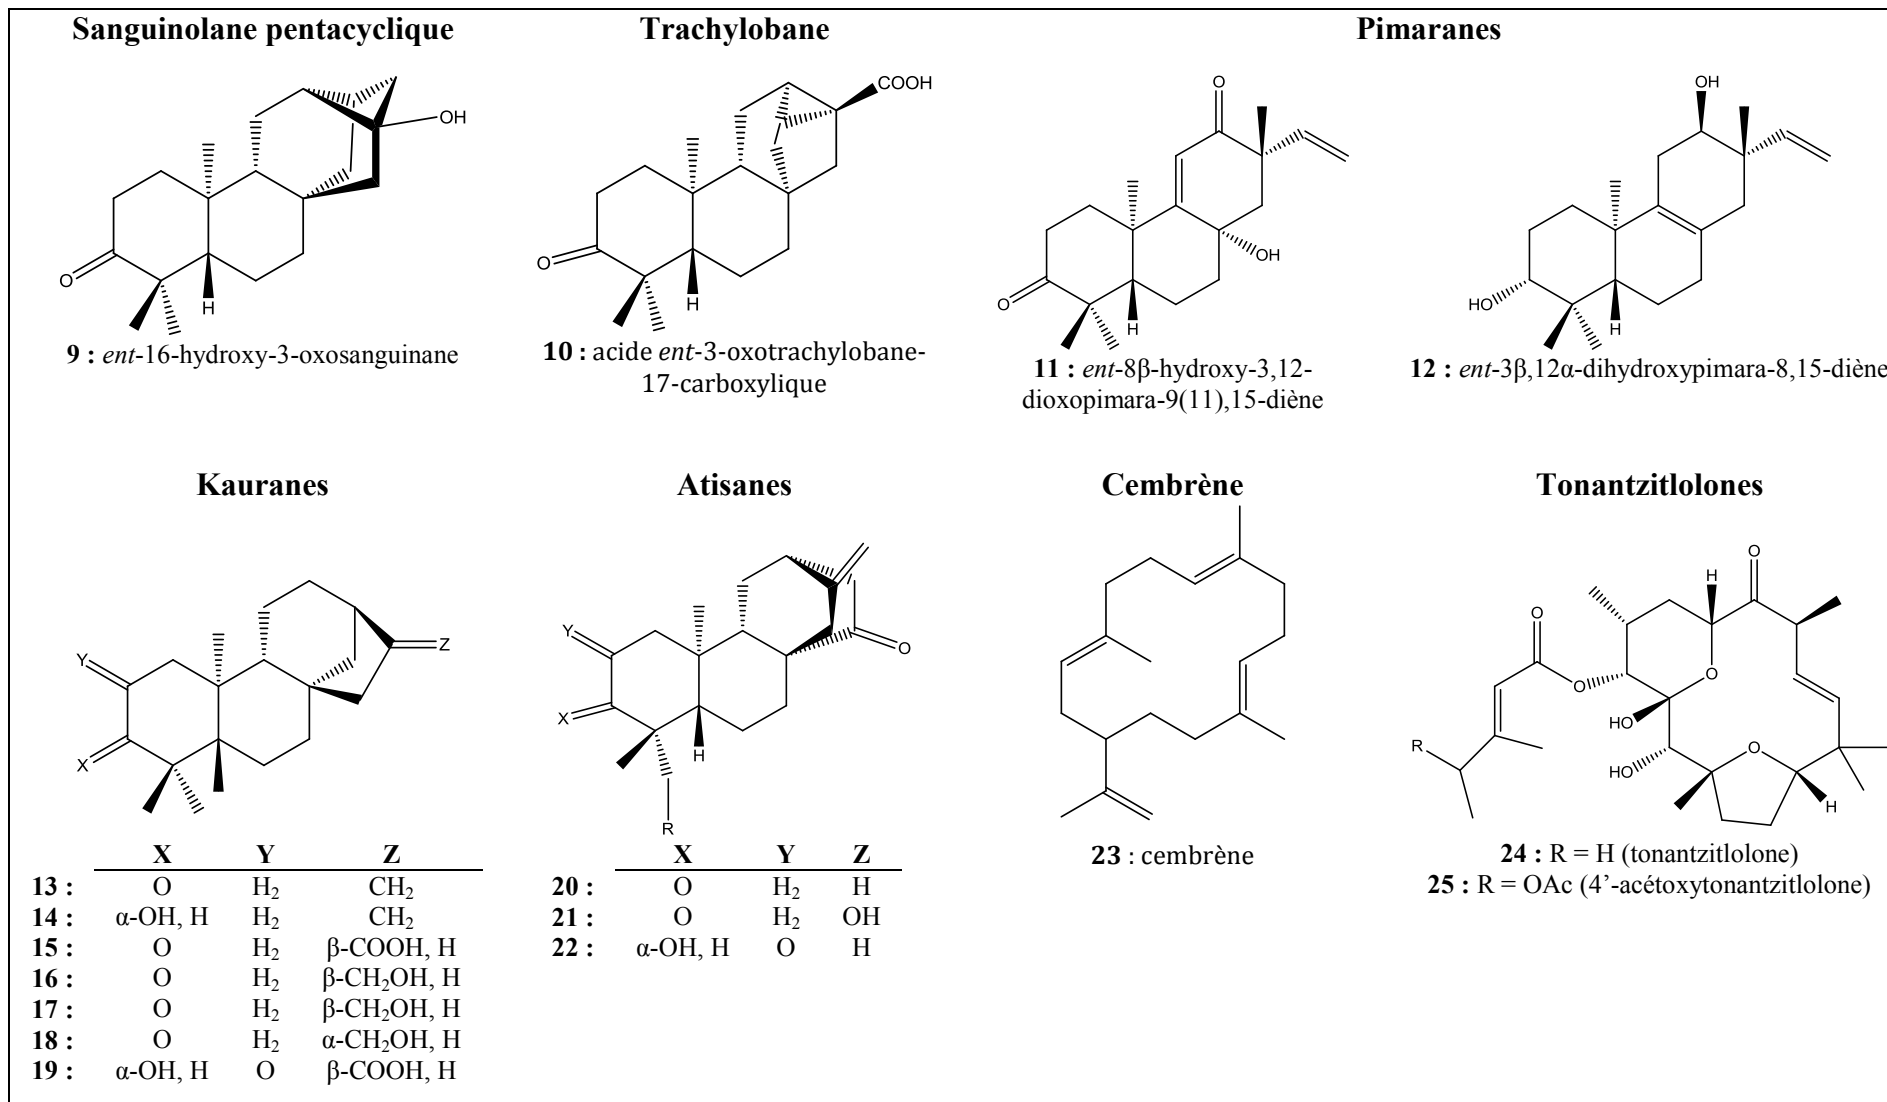 Sanguinolane pentacyclique
Trachylobane
Pimaranes
OH
O
H
9 : ent-16-hydroxy-3-oxosanguinane
COOH
O
H
10 : acide ent-3-oxotrachylobane-
17-carboxylique
O
OH
O
H
11 : ent-8β-hydroxy-3,12-
dioxopimara-9(11),15-diène
OH
HO
H
12 : ent-3β,12α-dihydroxypimara-8,15-diène
Kauranes
Atisanes
Cembrène
Tonantzitlolones
Y
X
Z
X Y Z
13 : O H₂ CH₂
14 : α-OH, H H₂ CH₂
15 : O H₂ β-COOH, H
16 : O H₂ β-CH₂OH, H
17 : O H₂ β-CH₂OH, H
18 : O H₂ α-CH₂OH, H
19 : α-OH, H O β-COOH, H
Y
X
O
H
R
X Y Z
20 : O H₂ H
21 : O H₂ OH
22 : α-OH, H O H
23 : cembrène
O
H
O
O
O
HO
HO
O
R
H
24 : R = H (tonantzitlolone)
25 : R = OAc (4’-acétoxytonantzitlolone)